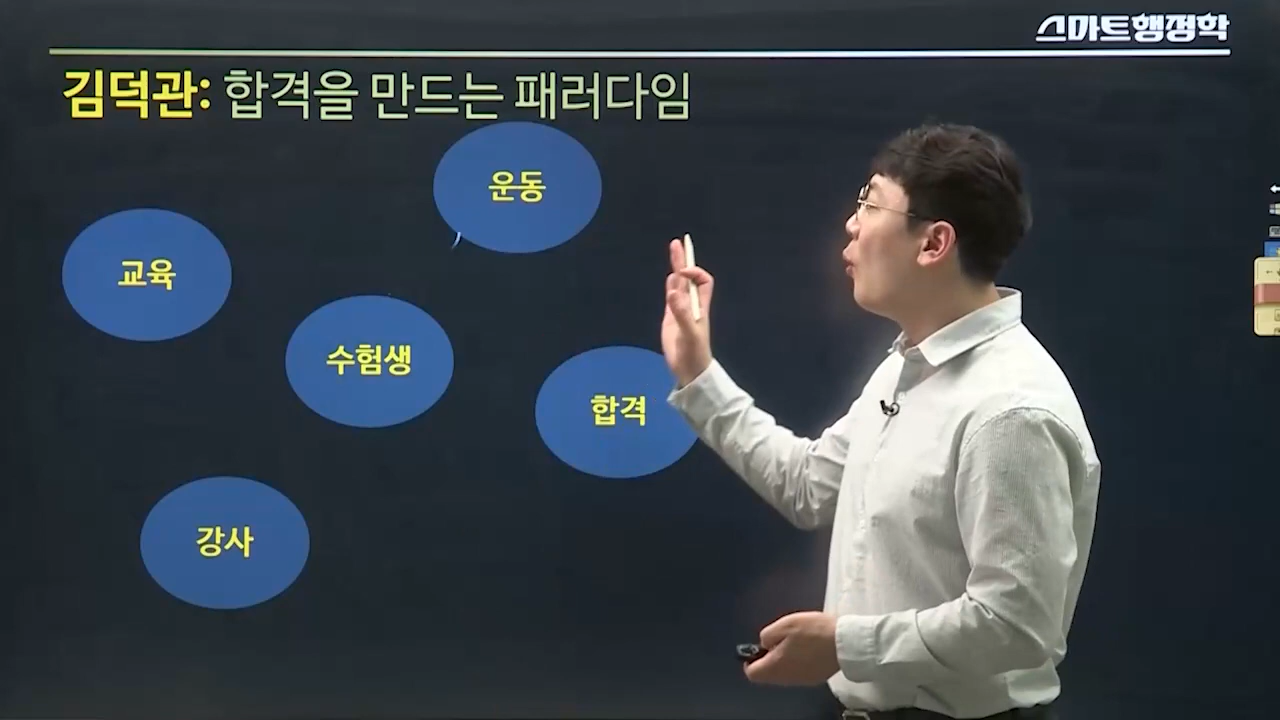 스마트행정학
김덕관: 합격을 만드는 패러다임
운동
교육
수험생
합격
강사